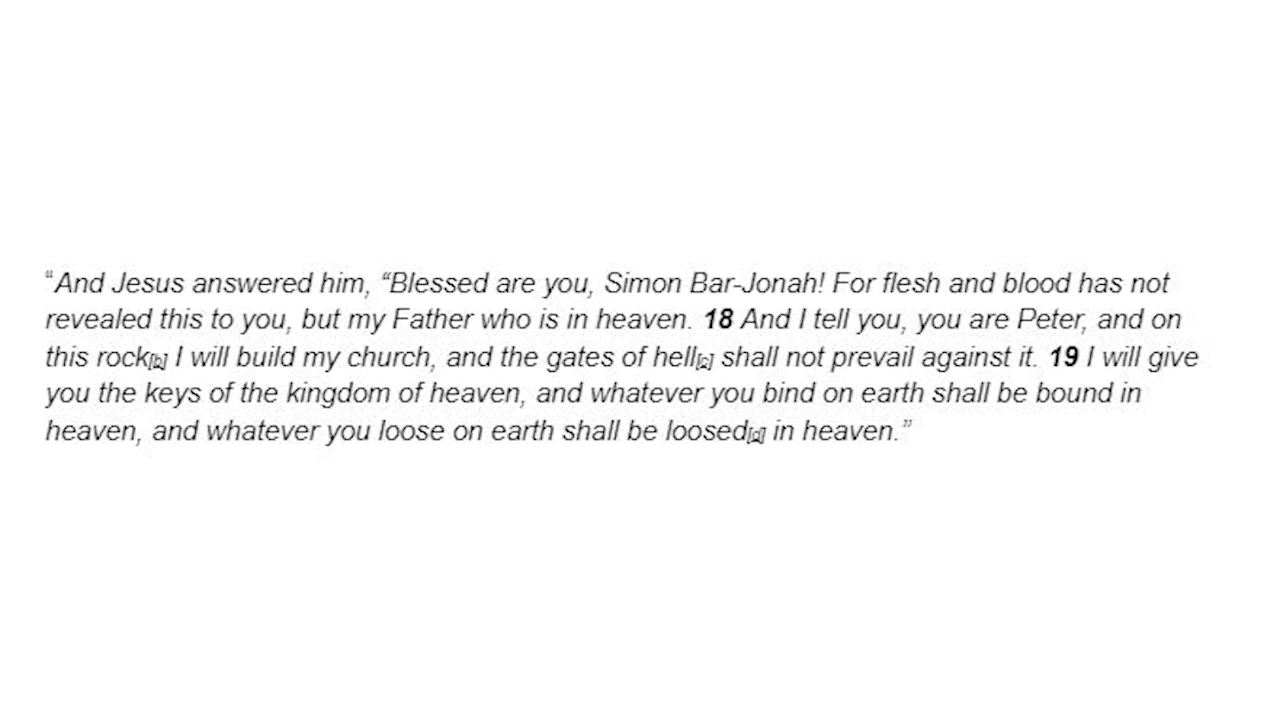 “And Jesus answered him, “Blessed are you, Simon Bar-Jonah! For flesh and blood has not
revealed this to you, but my Father who is in heaven. 18 And I tell you, you are Peter, and on
this rock[b] I will build my church, and the gates of hell[c] shall not prevail against it. 19 I will give
you the keys of the kingdom of heaven, and whatever you bind on earth shall be bound in
heaven, and whatever you loose on earth shall be loosed[d] in heaven.”